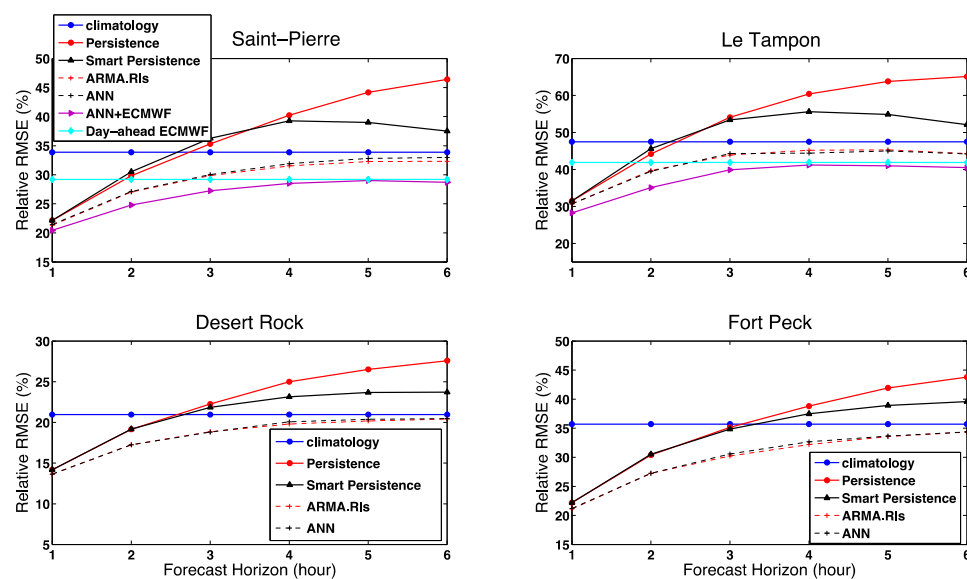 Saint–Pierre
climatology
Persistence
Smart Persistence
ARMA.RIs
ANN
ANN+ECMWF
Day–ahead ECMWF
Relative RMSE (%)
50
45
40
35
30
25
20
15
1 2 3 4 5 6
Le Tampon
Relative RMSE (%)
70
60
50
40
30
20
15
1 2 3 4 5 6
Desert Rock
Relative RMSE (%)
30
25
20
15
10
5
climatology
Persistence
Smart Persistence
ARMA.RIs
ANN
1 2 3 4 5 6
Forecast Horizon (hour)
Fort Peck
Relative RMSE (%)
50
45
40
35
30
25
20
15
climatology
Persistence
Smart Persistence
ARMA.RIs
ANN
1 2 3 4 5 6
Forecast Horizon (hour)